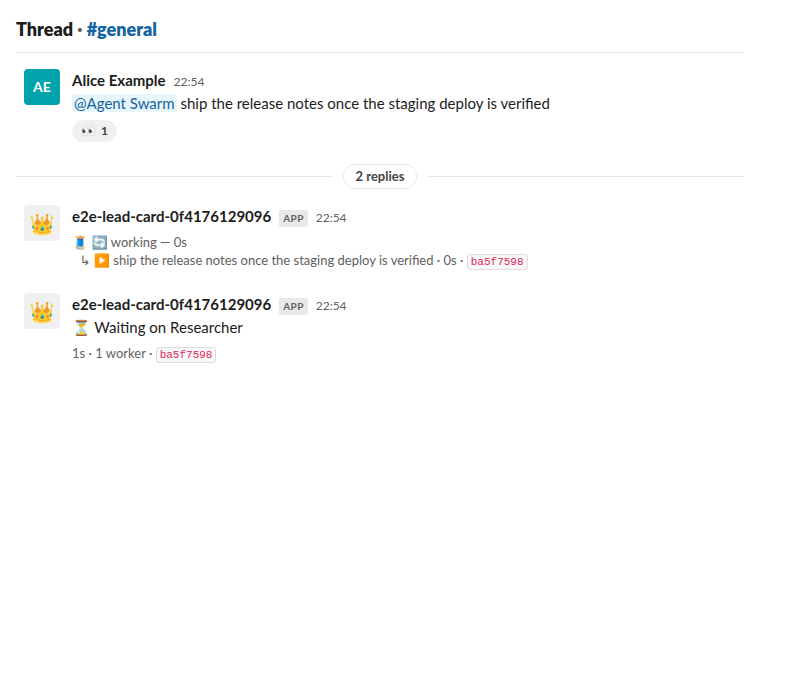 Thread • #general
AE
Alice Example 22:54
@Agent Swarm ship the release notes once the staging deploy is verified
👀 1
2 replies
e2e-lead-card-0f4176129096 APP 22:54
🧵 🔄 working — 0s
↳ ▶️ ship the release notes once the staging deploy is verified · 0s · ba5f7598
e2e-lead-card-0f4176129096 APP 22:54
⏳ Waiting on Researcher
1s · 1 worker · ba5f7598